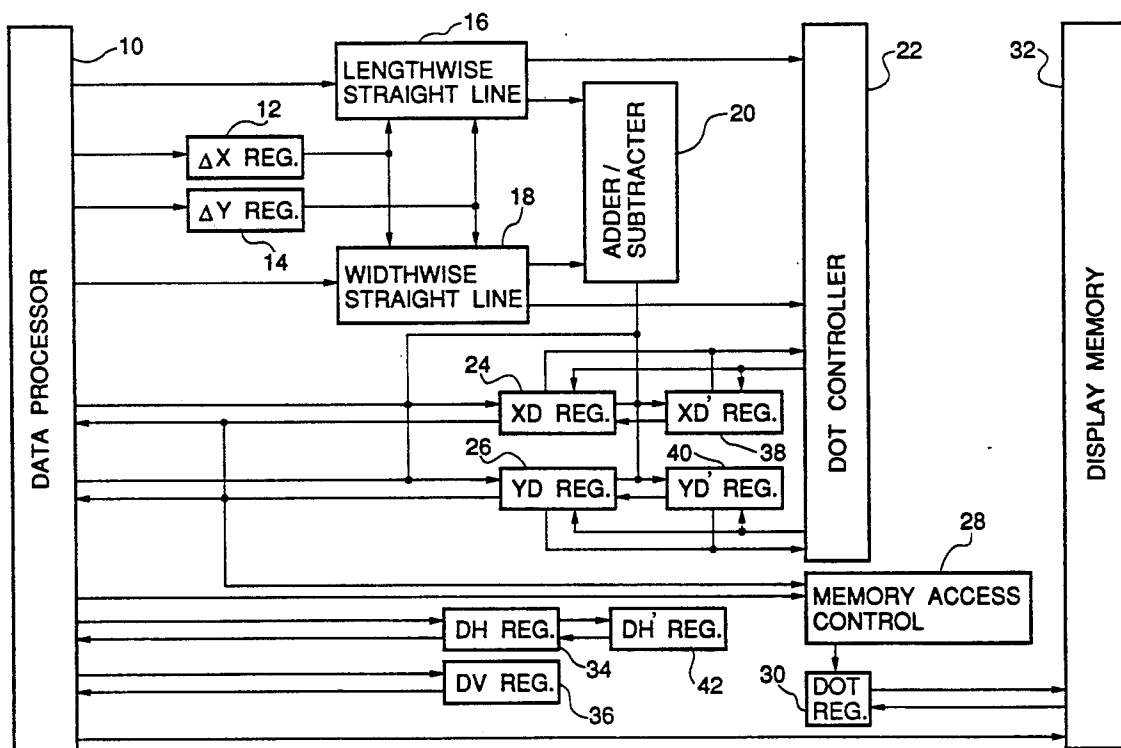 10
16
22
32
LENGTHWISE
STRAIGHT LINE
12
ΔX REG.
20
ADDER/
SUBTRACTER
ΔY REG.
14
18
WIDTHWISE
STRAIGHT LINE
DATA PROCESSOR
DOT CONTROLLER
DISPLAY MEMORY
24
XD REG.
XD' REG.
38
26
YD REG.
40
YD' REG.
28
MEMORY ACCESS
CONTROL
DH REG.
34
DH' REG.
42
DV REG.
36
30
DOT
REG.